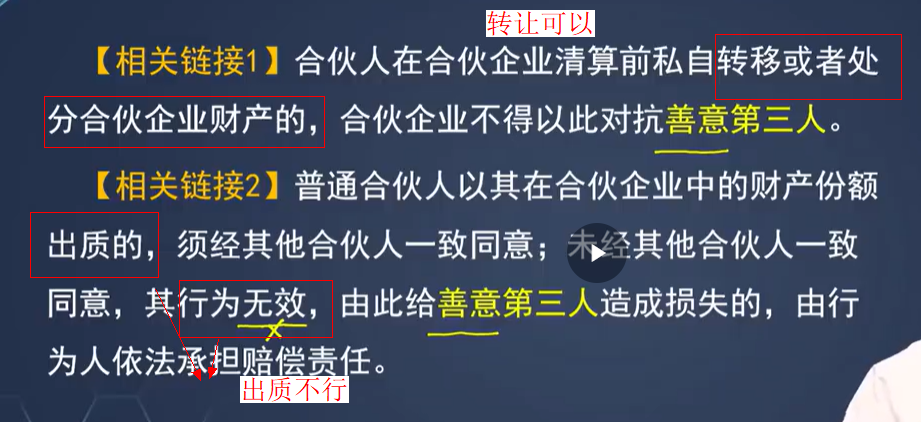 转让可以
【相关链接1】合伙人在合伙企业清算前私自转移或者处
分合伙企业财产的，合伙企业不得以此对抗善意第三人。
【相关链接2】普通合伙人以其在合伙企业中的财产份额
出质的，须经其他合伙人一致同意；未经其他合伙人一致
同意，其行为无效，由此给善意第三人造成损失的，由行
为人依法承担赔偿责任。
出质不行